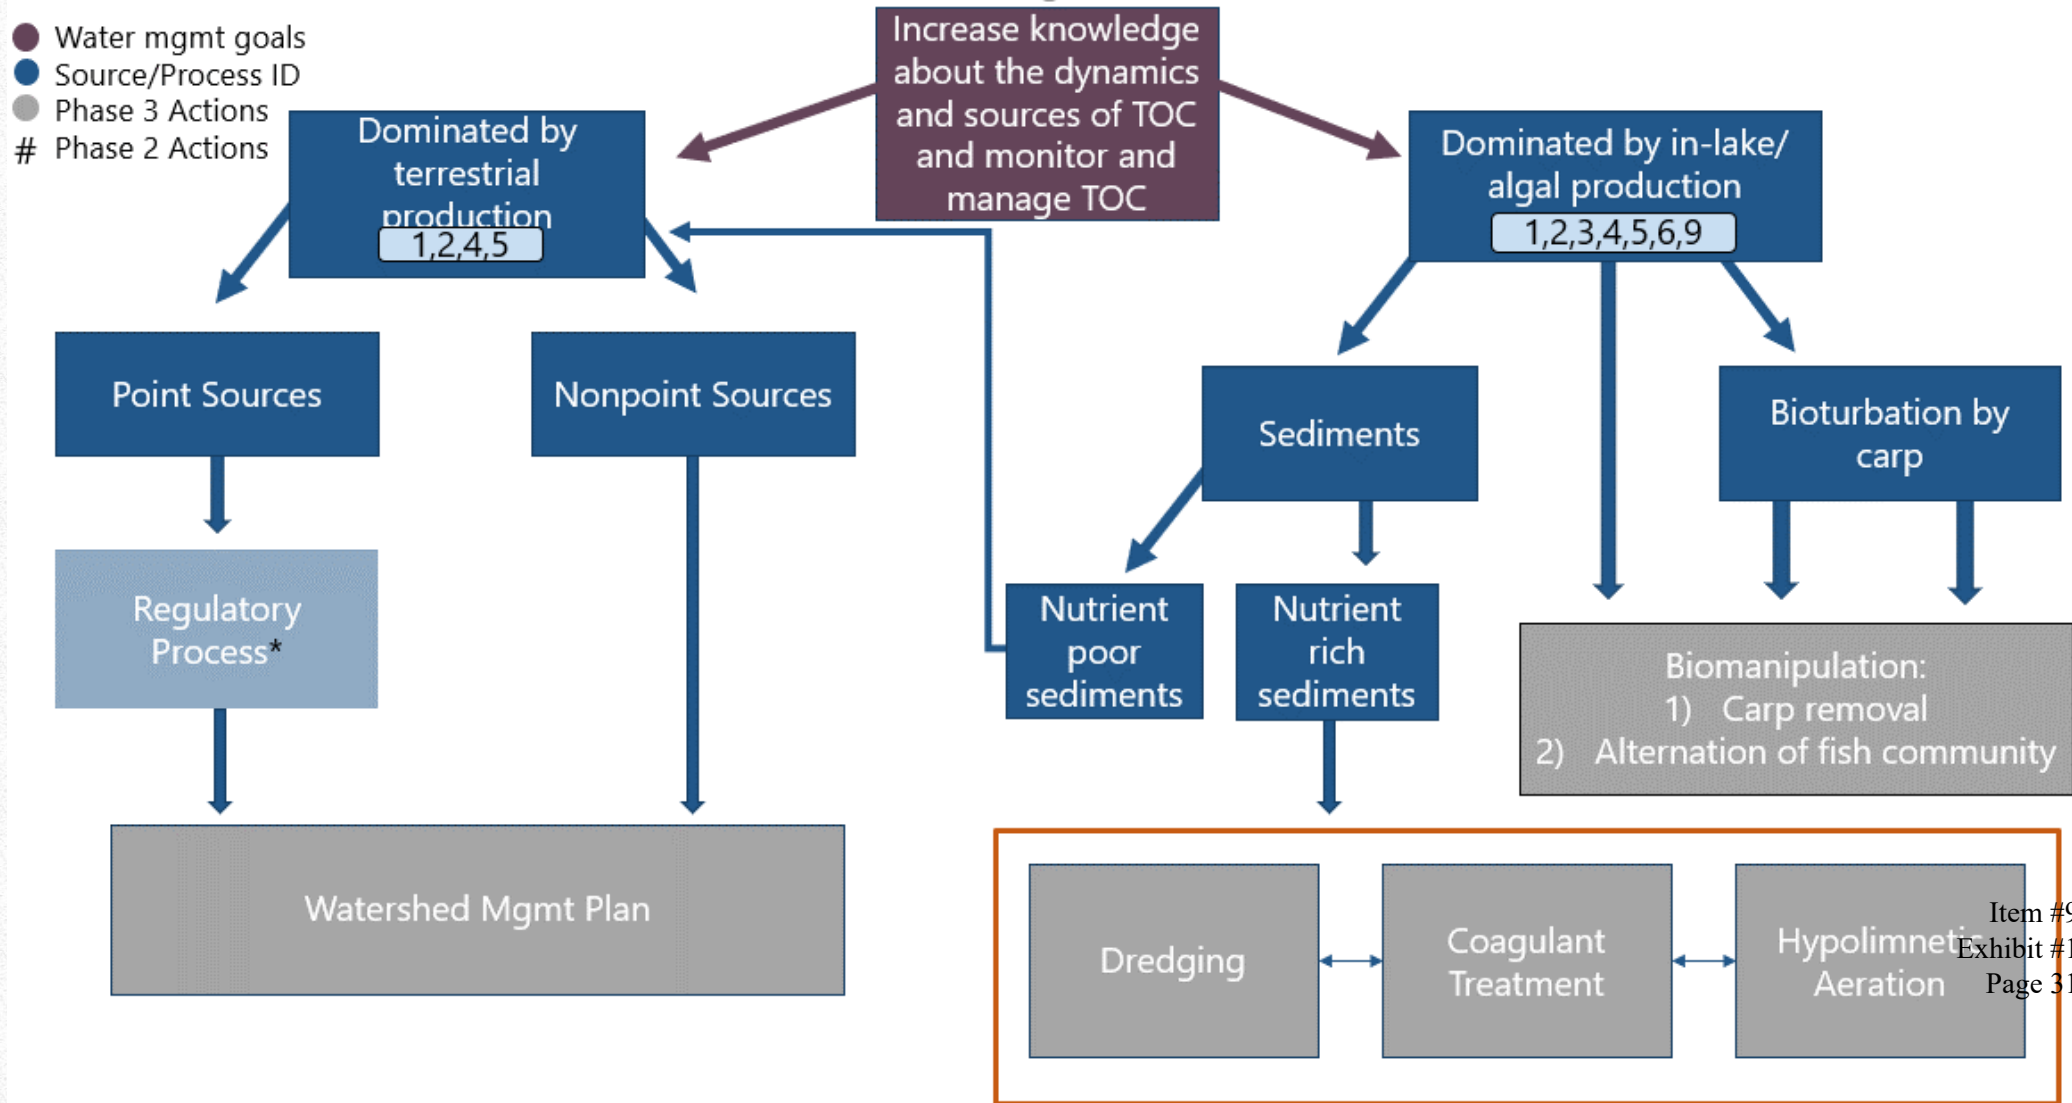 Water mgmt goals
Source/Process ID
Phase 3 Actions
# Phase 2 Actions
Increase knowledge
about the dynamics
and sources of TOC
and monitor and
manage TOC
Dominated by
terrestrial
production
1,2,4,5
Dominated by in-lake/
algal production
1,2,3,4,5,6,9
Point Sources
Nonpoint Sources
Sediments
Bioturbation by
carp
Regulatory
Process*
Nutrient
poor
sediments
Nutrient
rich
sediments
Biomanipulation:
1) Carp removal
2) Alternation of fish community
Watershed Mgmt Plan
Dredging
Coagulant
Treatment
Hypolimnetic
Aeration
Item #9
Exhibit #1
Page 31